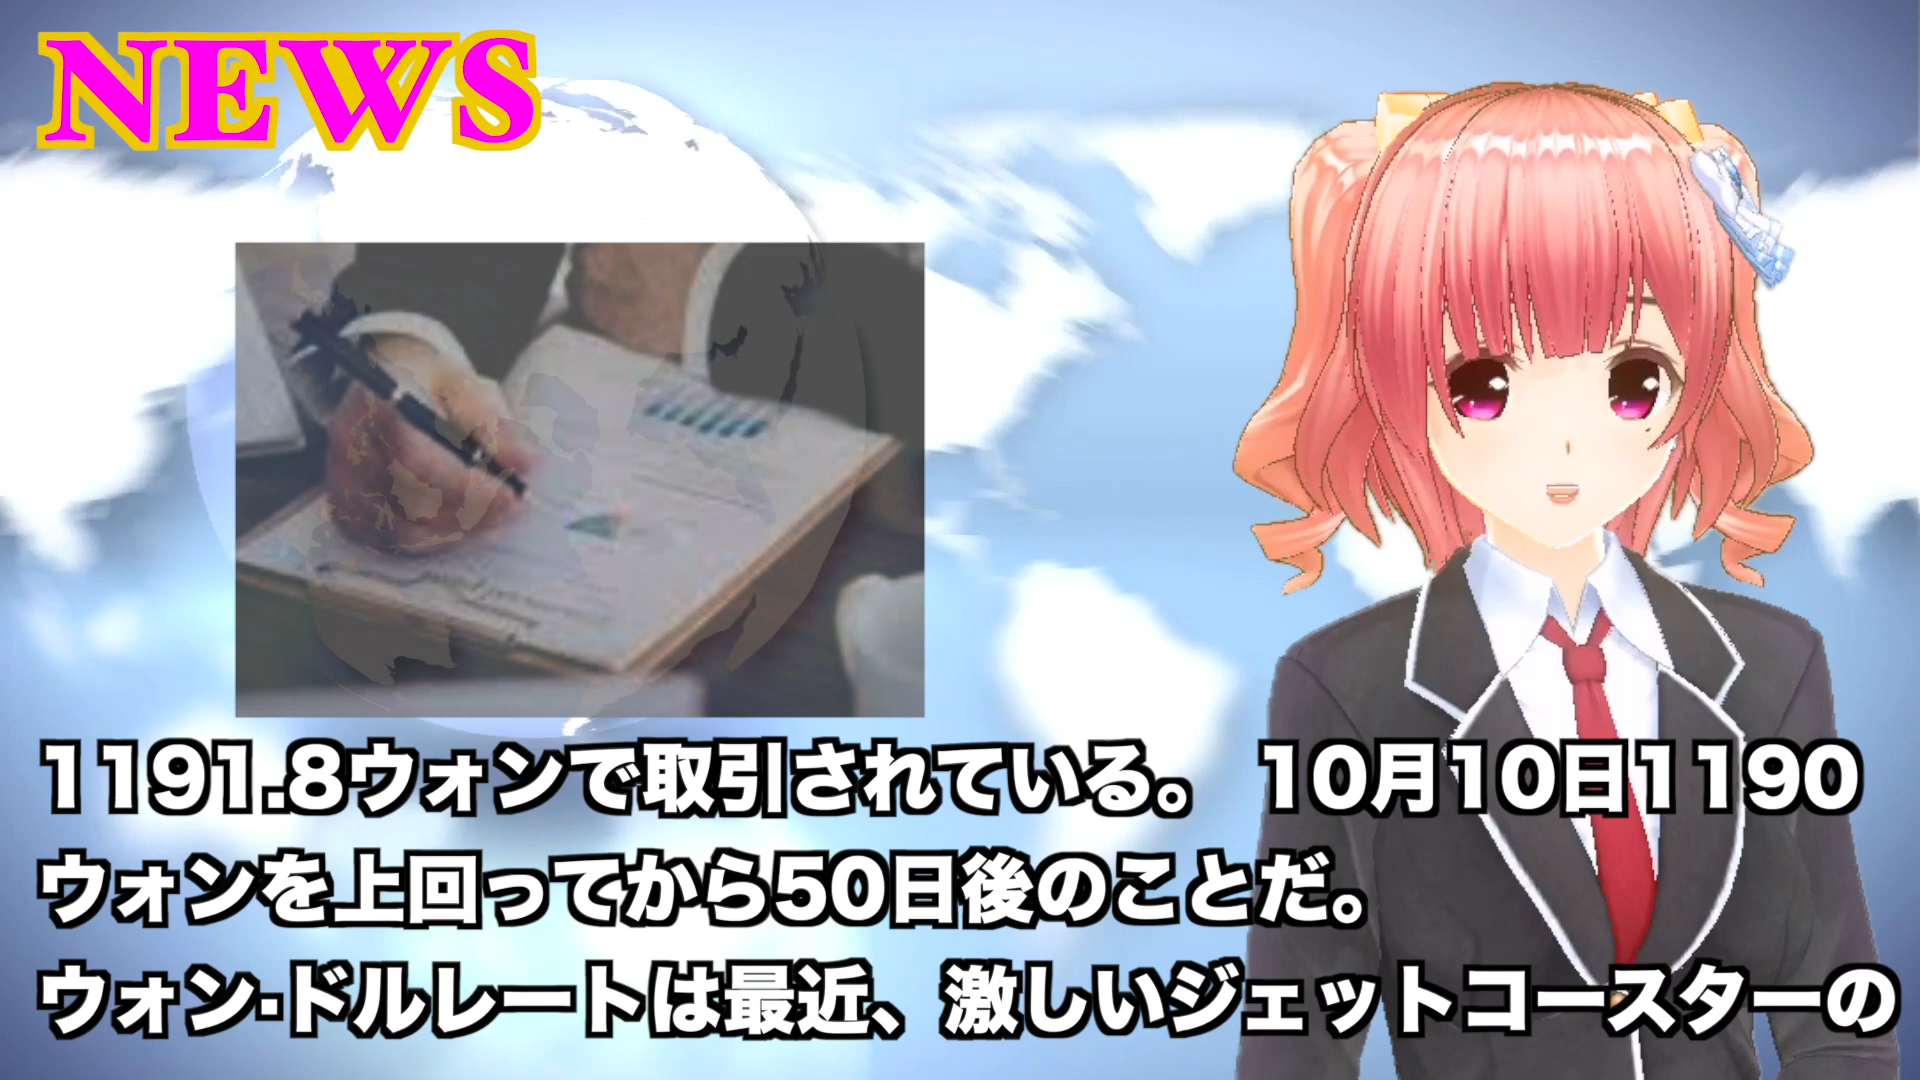 NEWS
1191.8ウォンで取引されている。 10月10日1190
ウォンを上回ってから50日後のことだ。
ウォン·ドルレートは最近、激しいジェットコースターの